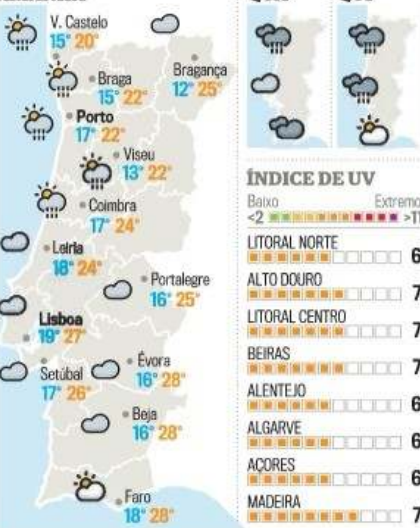 V. Castelo
15° 20°
Braga
15° 22°
Bragança
12° 25°
Porto
17° 22°
Viseu
13° 22°
Coimbra
17° 24°
Leiria
18° 24°
Portalegre
16° 25°
Lisboa
19° 27°
Setúbal
17° 26°
Évora
16° 28°
Beja
16° 28°
Faro
18° 28°
ÍNDICE DE UV
Baixo Extremo
<2
LITORAL NORTE
6
ALTO DOURO
7
LITORAL CENTRO
7
BEIRAS
7
ALENTEJO
6
ALGARVE
6
AÇORES
6
MADEIRA
7